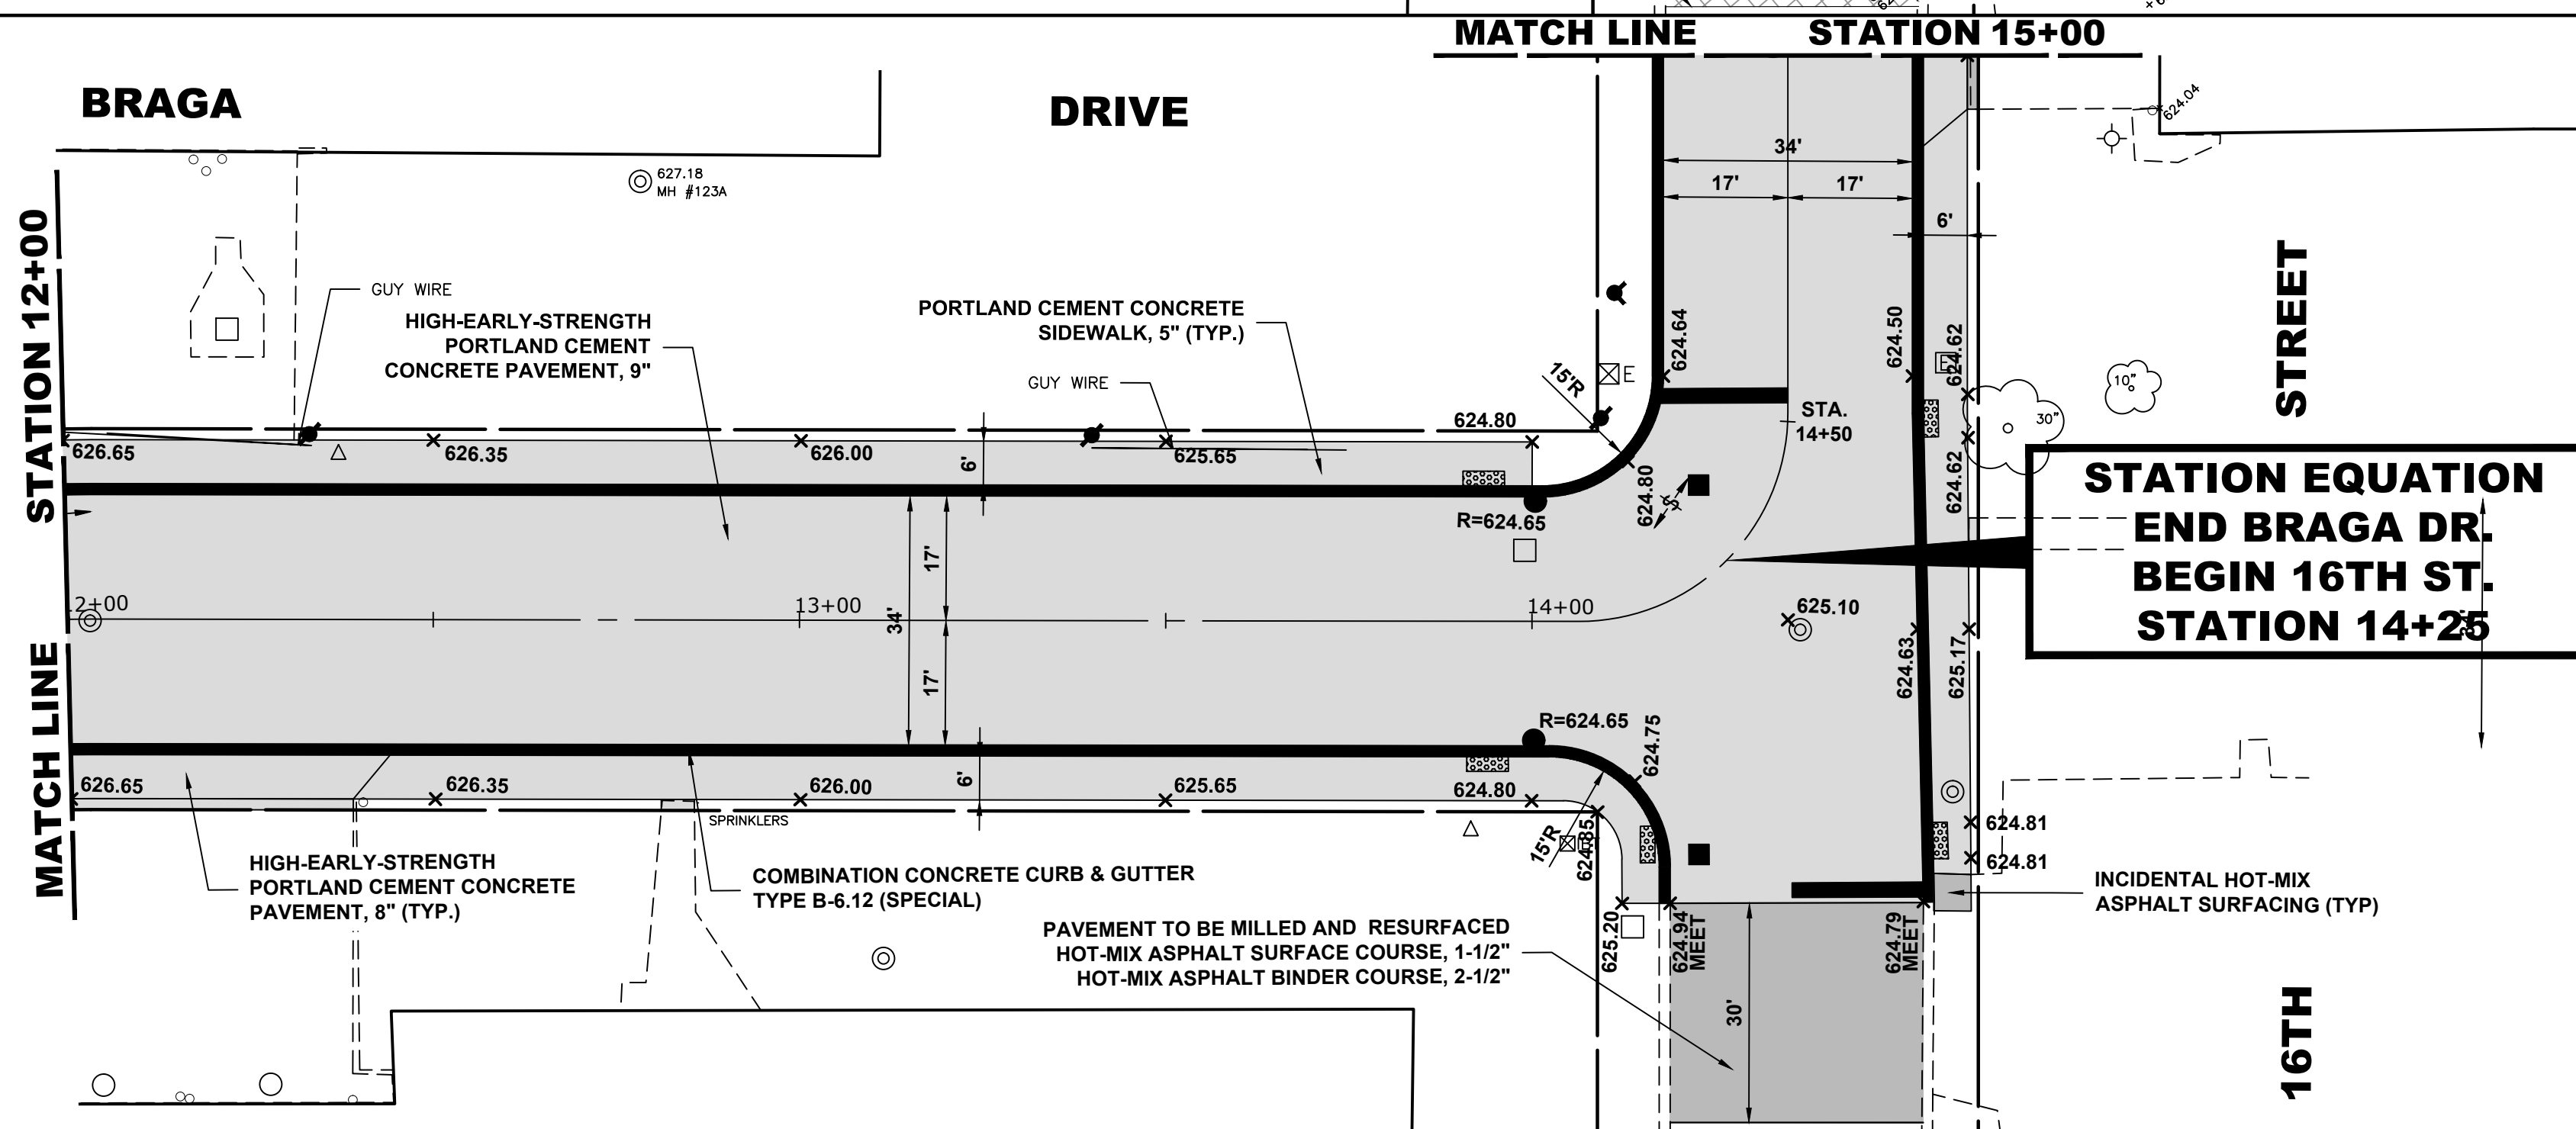 MATCH LINE STATION 15+00
BRAGA DRIVE
624.04
627.18
MH #123A
34'
17' 17'
6'
MATCH LINE STATION 12+00
GUY WIRE
HIGH-EARLY-STRENGTH
PORTLAND CEMENT
CONCRETE PAVEMENT, 9"
PORTLAND CEMENT CONCRETE
SIDEWALK, 5" (TYP.)
GUY WIRE
15'R
E
624.64
624.50
E
624.62
10"
30"
16TH STREET
STA.
14+50
624.80
626.65
626.35
626.00
6'
625.65
624.80
5'
624.62
R=624.65
STATION EQUATION
END BRAGA DR.
BEGIN 16TH ST.
STATION 14+25
34'
17'
34'
17'
2+00
13+00
14+00
625.10
624.63
625.17
R=624.65
624.75
626.65
626.35
626.00
6'
625.65
624.80
SPRINKLERS
15'R
624.85
E
624.81
624.81
HIGH-EARLY-STRENGTH
PORTLAND CEMENT CONCRETE
PAVEMENT, 8" (TYP.)
COMBINATION CONCRETE CURB & GUTTER
TYPE B-6.12 (SPECIAL)
INCIDENTAL HOT-MIX
ASPHALT SURFACING (TYP)
PAVEMENT TO BE MILLED AND RESURFACED
HOT-MIX ASPHALT SURFACE COURSE, 1-1/2"
HOT-MIX ASPHALT BINDER COURSE, 2-1/2"
625.20
624.94
MEET
624.79
MEET
30'